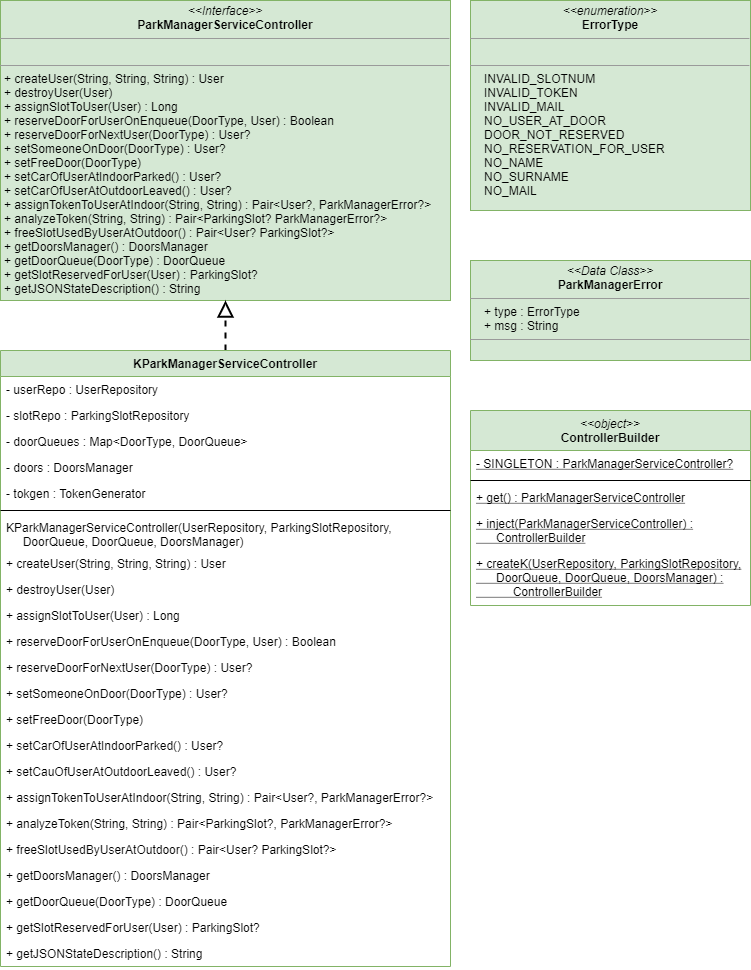 <<Interface>>
ParkManagerServiceController
+ createUser(String, String, String) : User
+ destroyUser(User)
+ assignSlotToUser(User) : Long
+ reserveDoorForUserOnEnqueue(DoorType, User) : Boolean
+ reserveDoorForNextUser(DoorType) : User?
+ setSomeoneOnDoor(DoorType) : User?
+ setFreeDoor(DoorType)
+ setCarOfUserAtIndoorParked() : User?
+ setCarOfUserAtOutdoorLeaved() : User?
+ assignTokenToUserAtIndoor(String, String) : Pair<User?, ParkManagerError?>
+ analyzeToken(String, String) : Pair<ParkingSlot? ParkManagerError?>
+ freeSlotUsedByUserAtOutdoor() : Pair<User? ParkingSlot?>
+ getDoorsManager() : DoorsManager
+ getDoorQueue(DoorType) : DoorQueue
+ getSlotReservedForUser(User) : ParkingSlot?
+ getJSONStateDescription() : String
KParkManagerServiceController
- userRepo : UserRepository
- slotRepo : ParkingSlotRepository
- doorQueues : Map<DoorType, DoorQueue>
- doors : DoorsManager
- tokgen : TokenGenerator
KParkManagerServiceController(UserRepository, ParkingSlotRepository,
DoorQueue, DoorQueue, DoorsManager)
+ createUser(String, String, String) : User
+ destroyUser(User)
+ assignSlotToUser(User) : Long
+ reserveDoorForUserOnEnqueue(DoorType, User) : Boolean
+ reserveDoorForNextUser(DoorType) : User?
+ setSomeoneOnDoor(DoorType) : User?
+ setFreeDoor(DoorType)
+ setCarOfUserAtIndoorParked() : User?
+ setCauOfUserAtOutdoorLeaved() : User?
+ assignTokenToUserAtIndoor(String, String) : Pair<User?, ParkManagerError?>
+ analyzeToken(String, String) : Pair<ParkingSlot?, ParkManagerError?>
+ freeSlotUsedByUserAtOutdoor() : Pair<User? ParkingSlot?>
+ getDoorsManager() : DoorsManager
+ getDoorQueue(DoorType) : DoorQueue
+ getSlotReservedForUser(User) : ParkingSlot?
+ getJSONStateDescription() : String
<<enumeration>>
ErrorType
INVALID_SLOTNUM
INVALID_TOKEN
INVALID_MAIL
NO_USER_AT_DOOR
DOOR_NOT_RESERVED
NO_RESERVATION_FOR_USER
NO_NAME
NO_SURNAME
NO_MAIL
<<Data Class>>
ParkManagerError
+ type : ErrorType
+ msg : String
<<object>>
ControllerBuilder
- SINGLETON : ParkManagerServiceController?
+ get() : ParkManagerServiceController
+ inject(ParkManagerServiceController) :
ControllerBuilder
+ createK(UserRepository, ParkingSlotRepository,
DoorQueue, DoorQueue, DoorsManager) :
ControllerBuilder